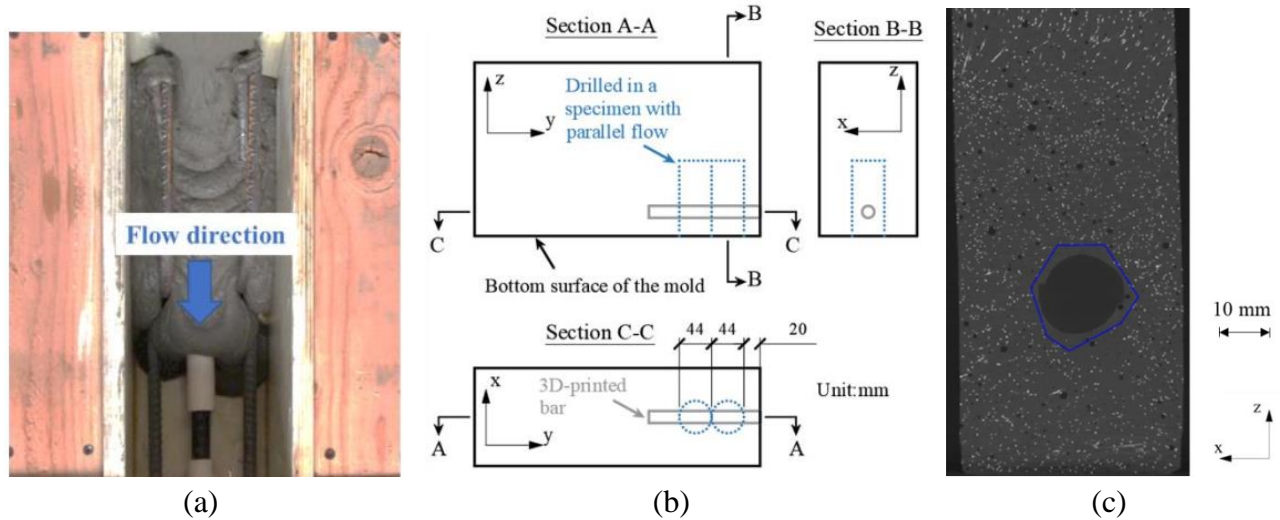 Flow direction
(a)
Section A-A
B
Section B-B
z
y
Drilled in a
specimen with
parallel flow
z
x
C
C
B
Bottom surface of the mold
Section C-C
44
44
20
x
y
3D-printed
bar
Unit:mm
A
A
(b)
10 mm
z
x
(c)